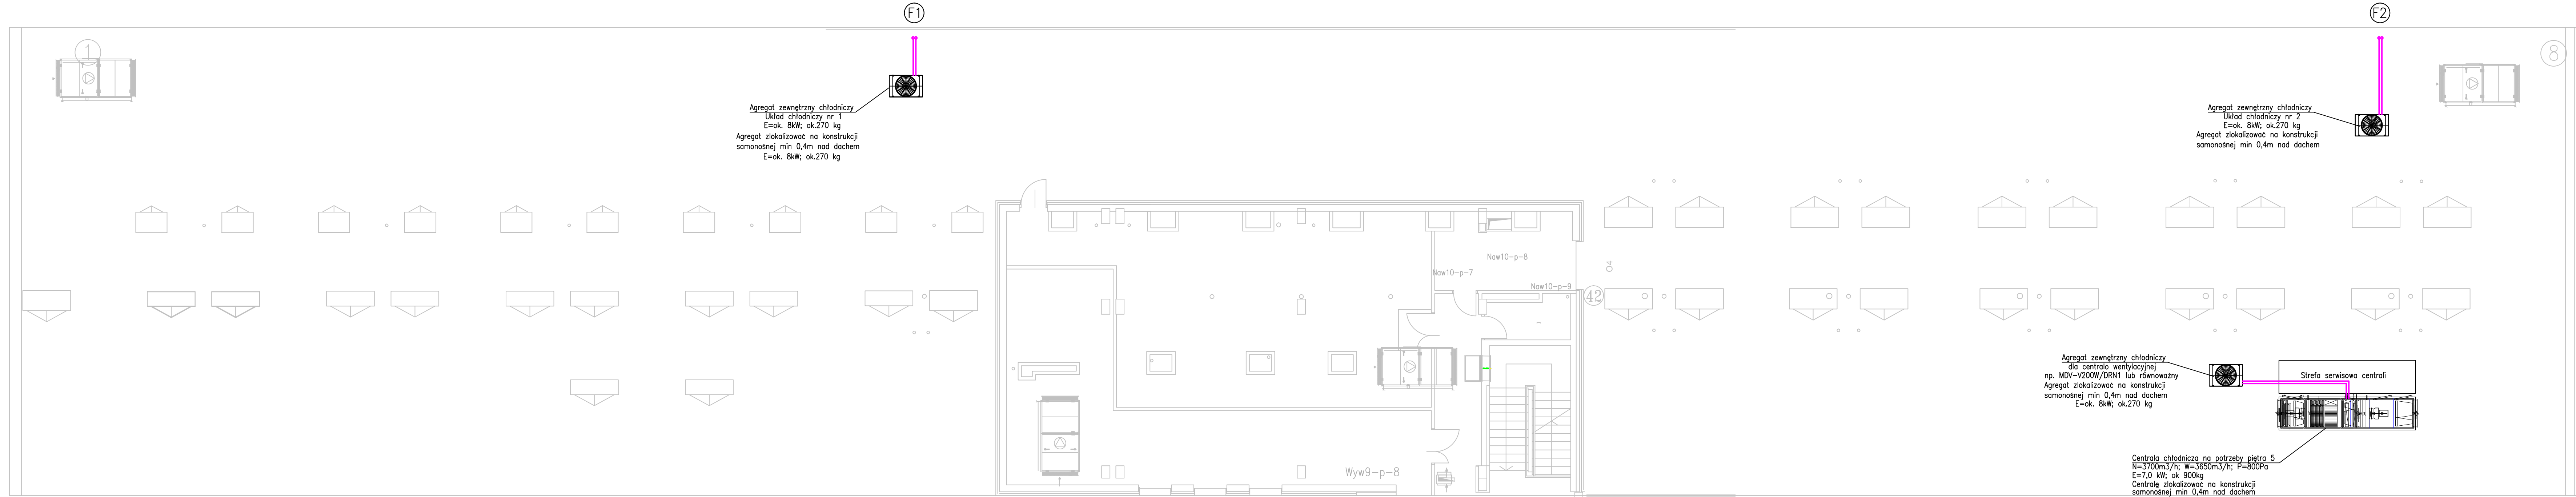 F1
F2
1
8
Agregat zewnętrzny chłodniczy
Układ chłodniczy nr 1
E=ok. 8kW; ok.270 kg
Agregat zlokalizować na konstrukcji
samonośnej min 0,4m nad dachem
E=ok. 8kW; ok.270 kg
Agregat zewnętrzny chłodniczy
Układ chłodniczy nr 2
E=ok. 8kW; ok.270 kg
Agregat zlokalizować na konstrukcji
samonośnej min 0,4m nad dachem
Naw10-p-8
Naw10-p-7
Naw10-p-9
04
42
Wyw9-p-8
Agregat zewnętrzny chłodniczy
dla centrala wentylacyjnej
np. MDV-V200W/DRN1 lub równoważny
Agregat zlokalizować na konstrukcji
samonośnej min 0,4m nad dachem
E=ok. 8kW; ok.270 kg
Strefa serwisowa centrali
Centrala chłodnicza na potrzeby piętra 5
N=3700m3/h; W=3650m3/h; P=800Pa
E=7,0 kW; ok 900kg
Centralę zlokalizować na konstrukcji
samonośnej min 0,4m nad dachem